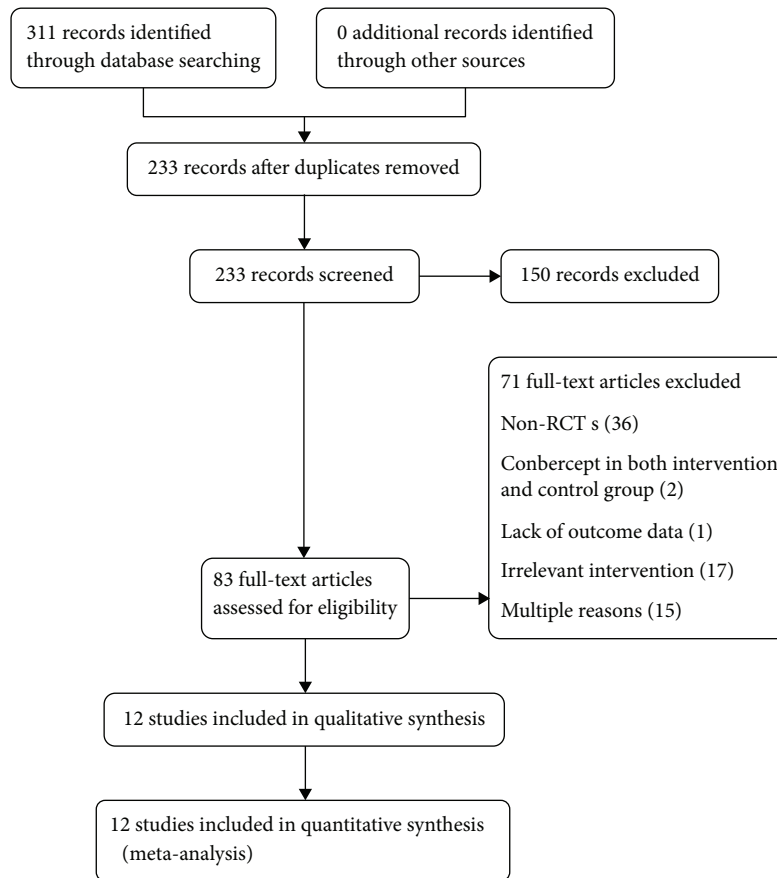 311 records identified
through database searching
0 additional records identified
through other sources
233 records after duplicates removed
233 records screened
150 records excluded
71 full-text articles excluded
Non-RCT s (36)
Conbercept in both intervention
and control group (2)
Lack of outcome data (1)
Irrelevant intervention (17)
Multiple reasons (15)
83 full-text articles
assessed for eligibility
12 studies included in qualitative synthesis
12 studies included in quantitative synthesis
(meta-analysis)